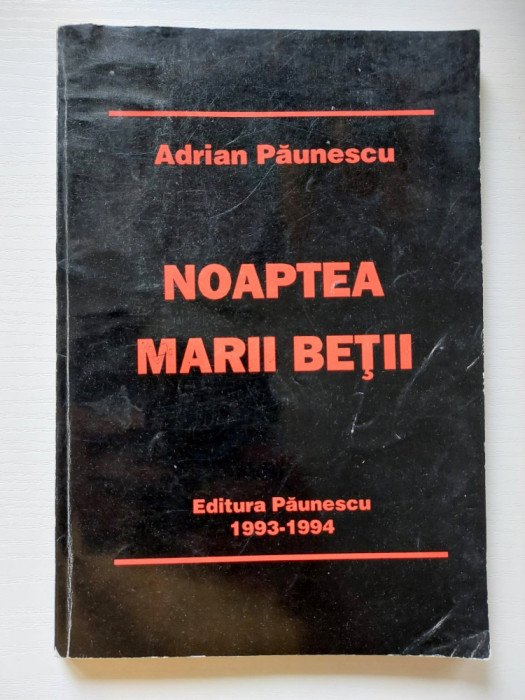 Adrian Păunescu
NOAPTEA
MARII BEŢII
Editura Păunescu
1993-1994